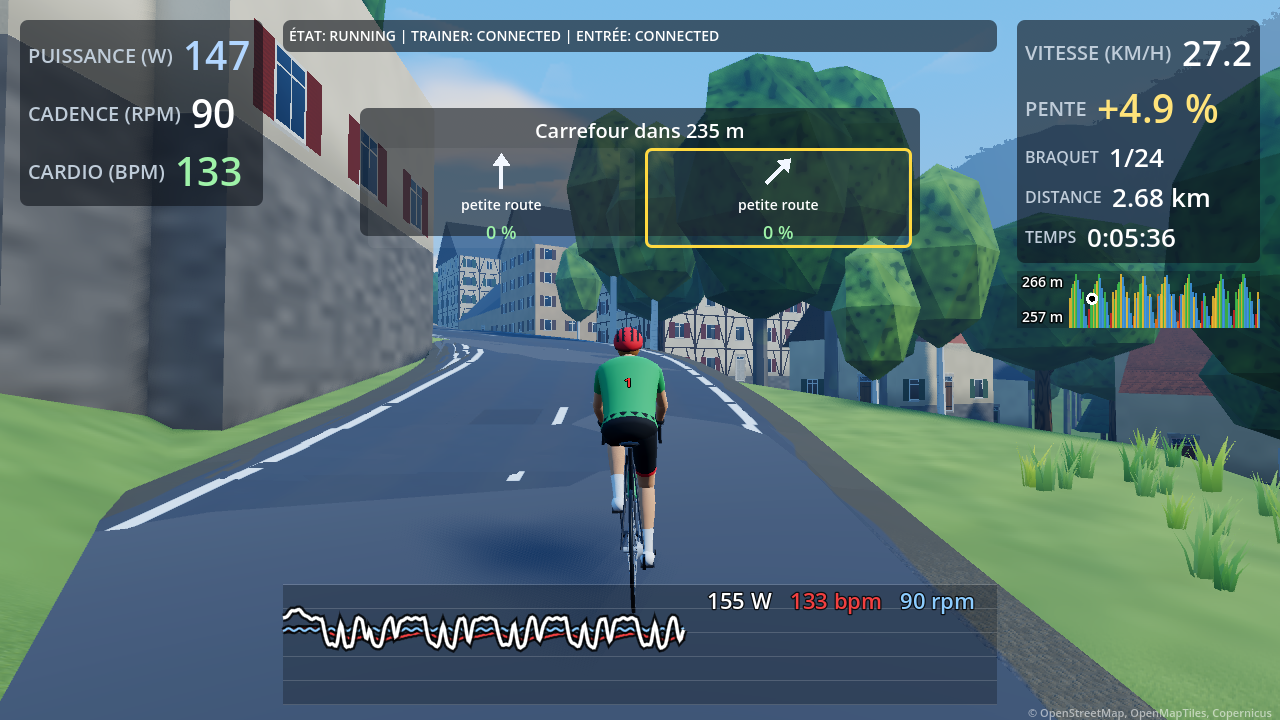 ÉTAT: RUNNING | TRAINER: CONNECTED | ENTRÉE: CONNECTED
PUISSANCE (W) 147
CADENCE (RPM) 90
CARDIO (BPM) 133
VITESSE (KM/H) 27.2
PENTE +4.9 %
BRAQUET 1/24
DISTANCE 2.68 km
TEMPS 0:05:36
266 m
257 m
Carrefour dans 235 m
petite route
0 %
petite route
0 %
1
155 W 133 bpm 90 rpm
© OpenStreetMap, OpenMapTiles, Copernicus